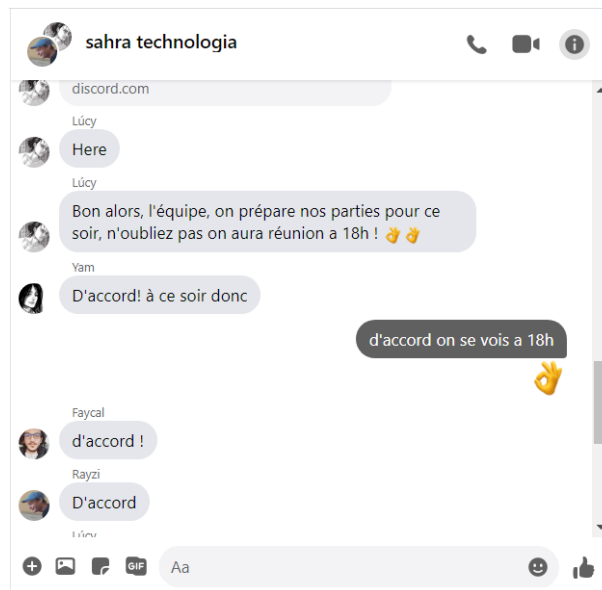 sahra technologia
discord.com
Lúcy
Here
Lúcy
Bon alors, l'équipe, on prépare nos parties pour ce
soir, n'oubliez pas on aura réunion a 18h ! 👌👌
Yam
D'accord! à ce soir donc
d'accord on se vois a 18h
👌
Faycal
d'accord !
Rayzi
D'accord
Lúcy
GIF
Aa